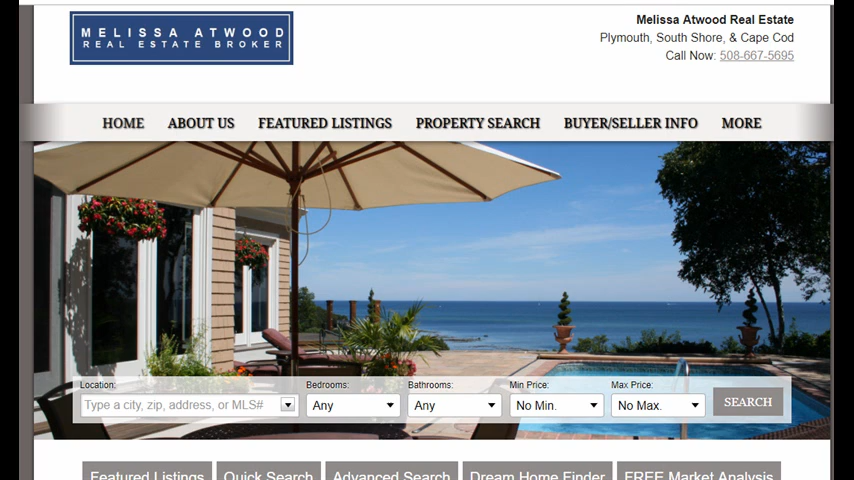 MELISSA ATWOOD
REAL ESTATE BROKER
Melissa Atwood Real Estate
Plymouth, South Shore, & Cape Cod
Call Now: 508-667-5695
HOME ABOUT US FEATURED LISTINGS PROPERTY SEARCH BUYER/SELLER INFO MORE
Location: Bedrooms: Bathrooms: Min Price: Max Price:
Type a city, zip, address, or MLS# Any Any No Min. No Max. SEARCH
Featured Listings Quick Search Advanced Search Dream Home Finder FREE Market Analysis